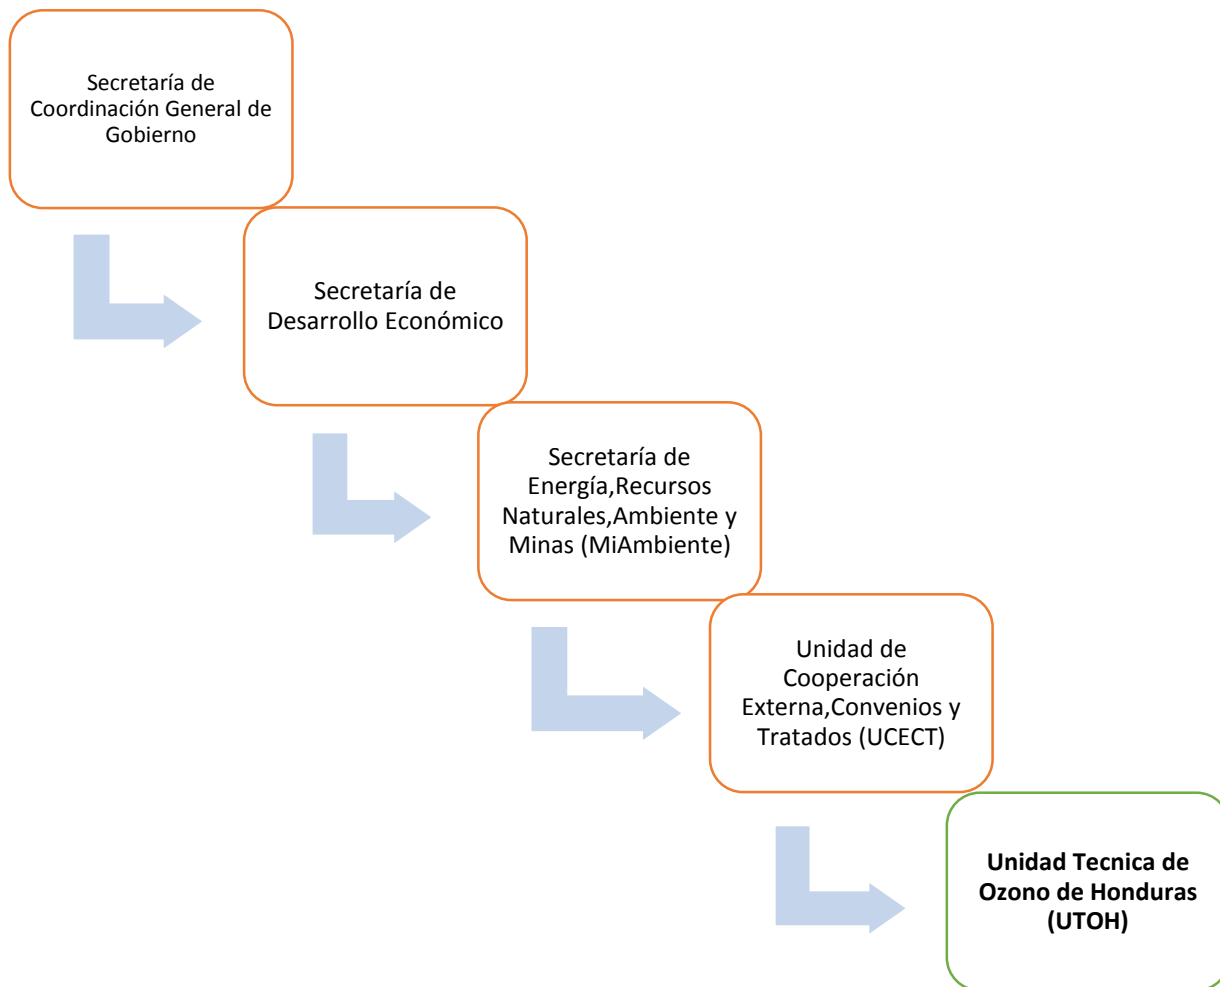 Secretaría de
Coordinación General de
Gobierno
Secretaría de
Desarrollo Económico
Secretaría de
Energía,Recursos
Naturales,Ambiente y
Minas (MiAmbiente)
Unidad de
Cooperación
Externa,Convenios y
Tratados (UCECT)
Unidad Tecnica de
Ozono de Honduras
(UTOH)